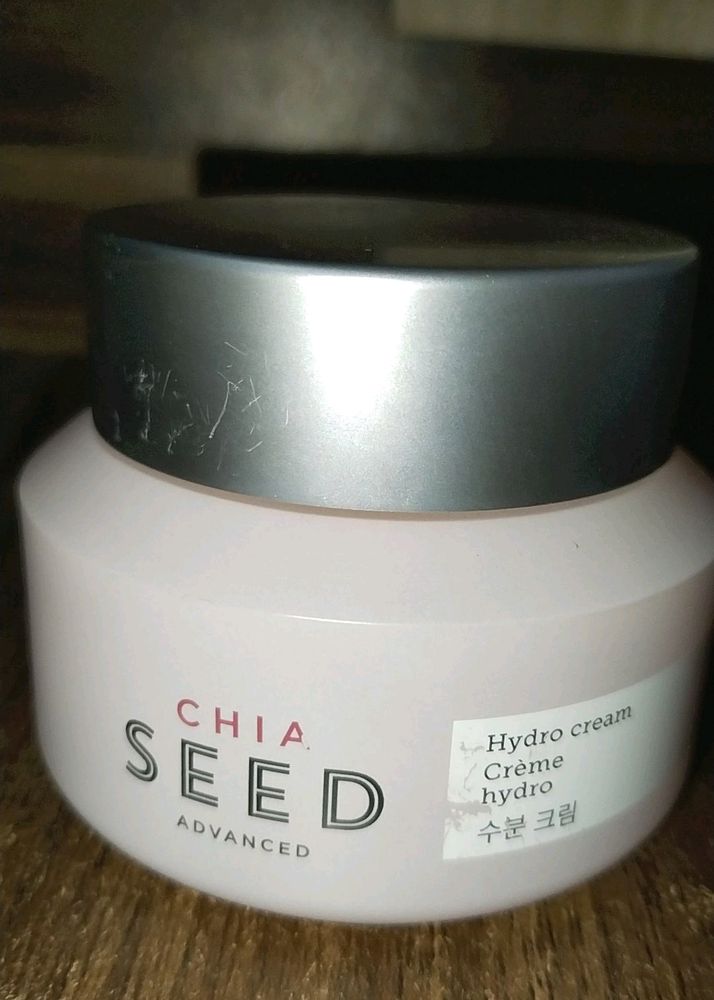 CHIA
SEED
ADVANCED
Hydro cream
Crème
hydro
수분 크림